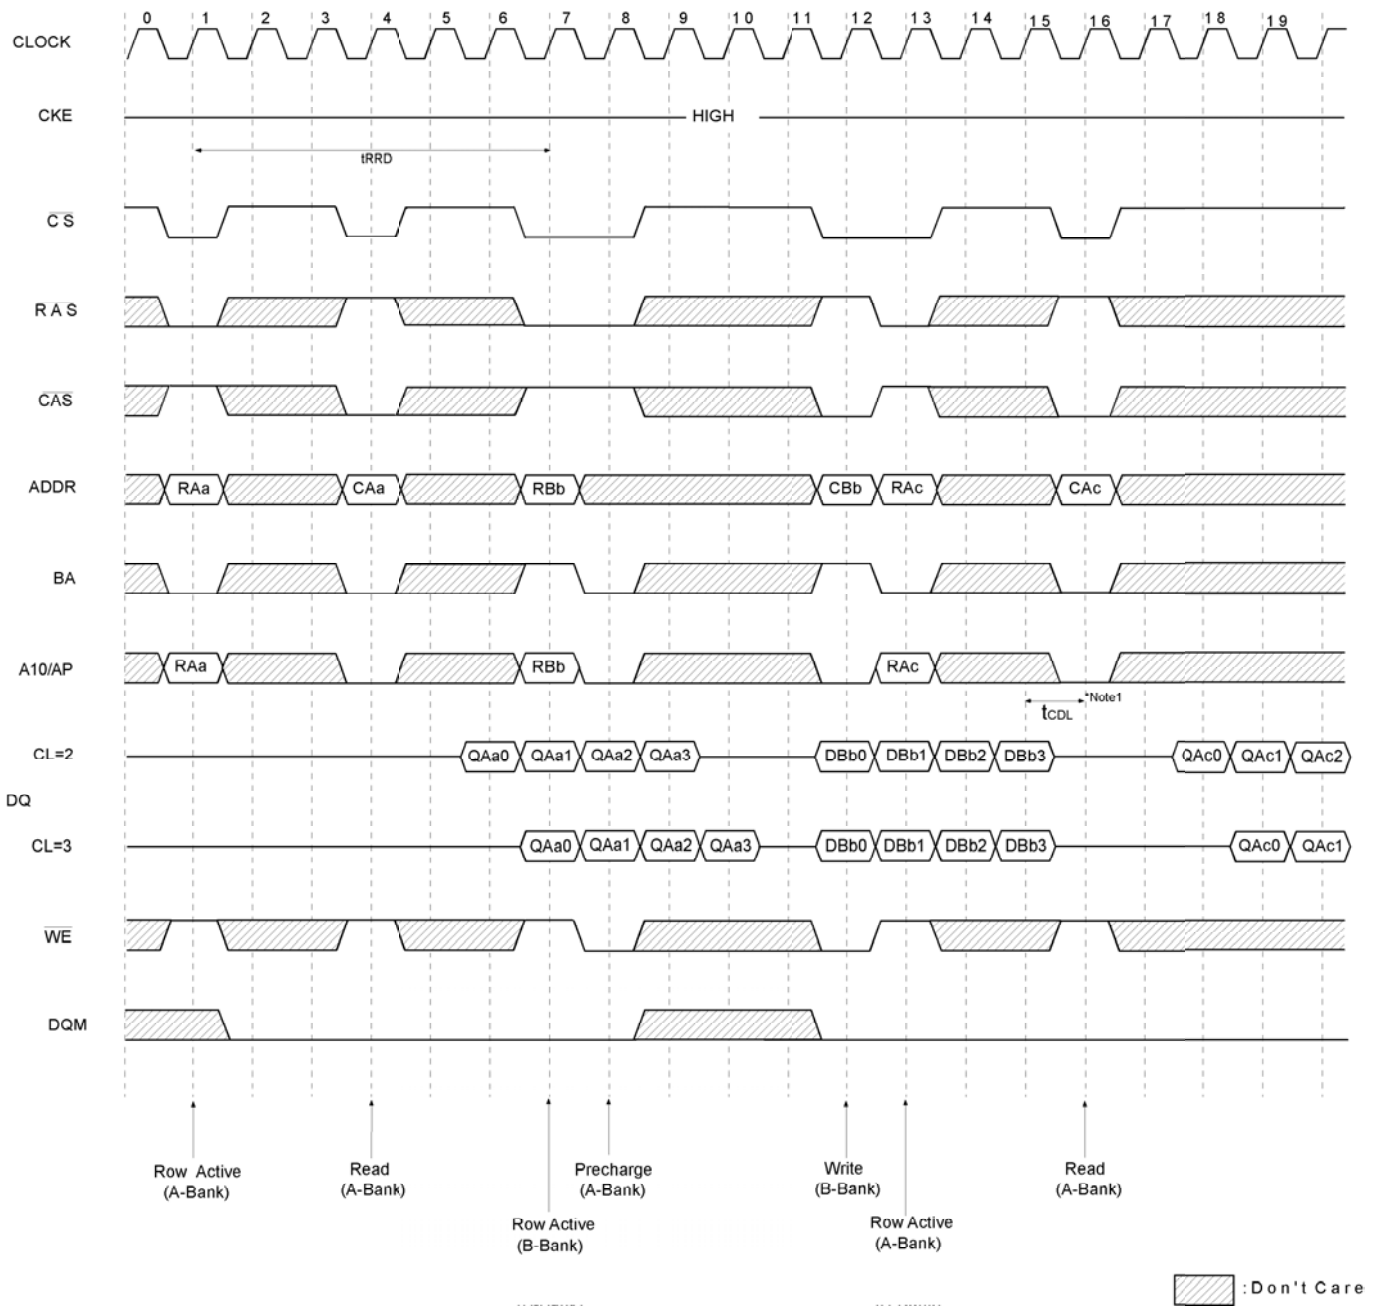 0 1 2 3 4 5 6 7 8 9 10 11 12 13 14 15 16 17 18 19
CLOCK
CKE
HIGH
tRRD
CS
RAS
CAS
ADDR
RAa CAa RBb CBb RAc CAc
BA
A10/AP
RAa RBb RAc
tCDL *Note1
CL=2
QAa0 QAa1 QAa2 QAa3 DBb0 DBb1 DBb2 DBb3 QAc0 QAc1 QAc2
DQ
CL=3
QAa0 QAa1 QAa2 QAa3 DBb0 DBb1 DBb2 DBb3 QAc0 QAc1
WE
DQM
Row Active
(A-Bank)
Read
(A-Bank)
Precharge
(A-Bank)
Write
(B-Bank)
Read
(A-Bank)
Row Active
(B-Bank)
Row Active
(A-Bank)
:Don't Care